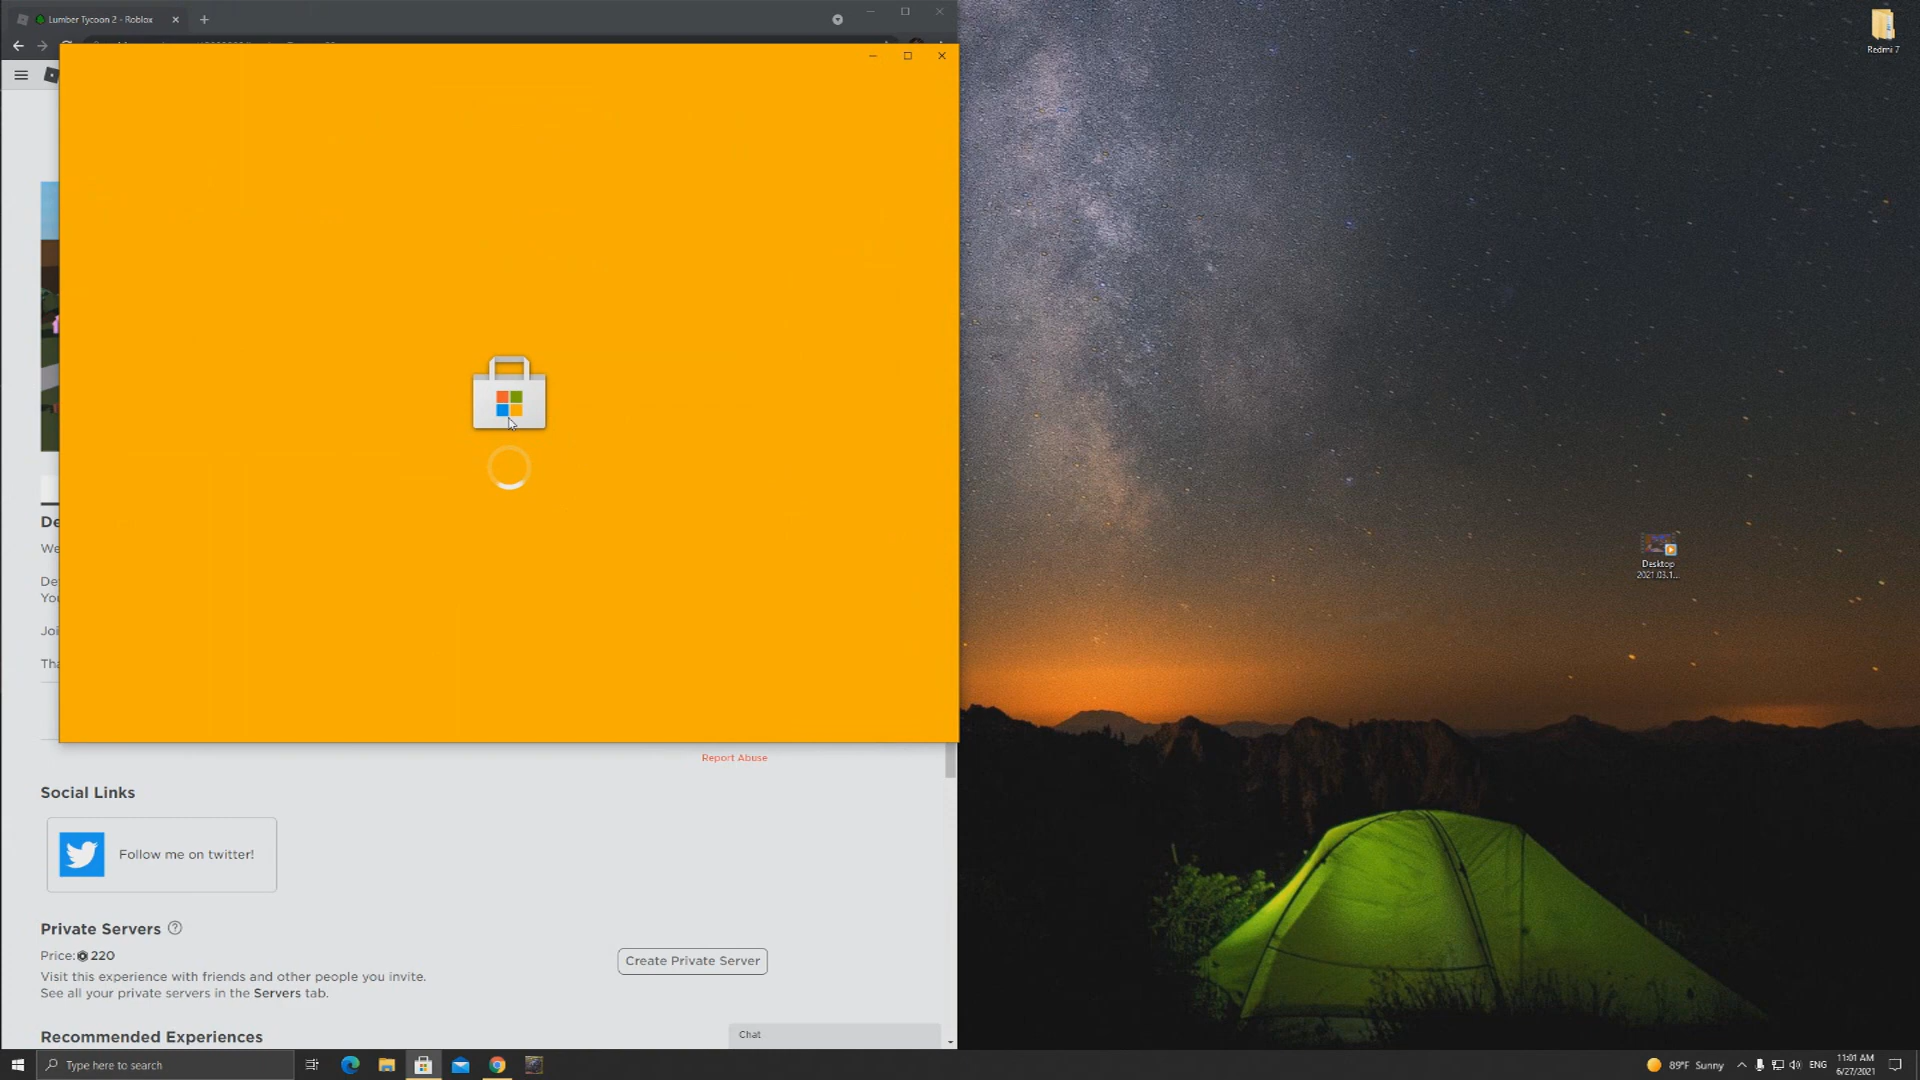 Lumber Tycoon 2 - Roblox
Redmi 7
De
We
De
You
Joi
Tha
Desktop
2021.03.1...
Report Abuse
Social Links
Follow me on twitter!
Private Servers
Price: 220
Visit this experience with friends and other people you invite.
See all your private servers in the Servers tab.
Create Private Server
Recommended Experiences
Chat
Type here to search
89°F Sunny
ENG
11:01 AM
6/27/2021